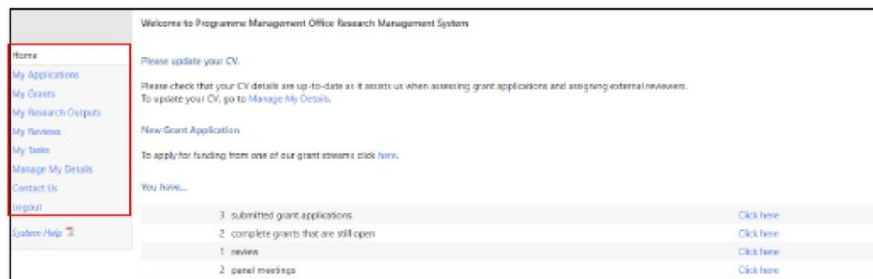 Welcome to Programme Management Office Research Management System
Home
My Applications
My Grants
My Research Outputs
My Reviews
My Tasks
Manage My Details
Contact Us
Logout
System Help
Please update your CV.
Please check that your CV details are up-to-date as it assists us when assessing grant applications and assigning external reviewers.
To update your CV, go to Manage My Details.
New Grant Application
To apply for funding from one of our grant streams click here.
You have...
3 submitted grant applications Click here
2 complete grants that are still open Click here
1 review Click here
2 panel meetings Click here